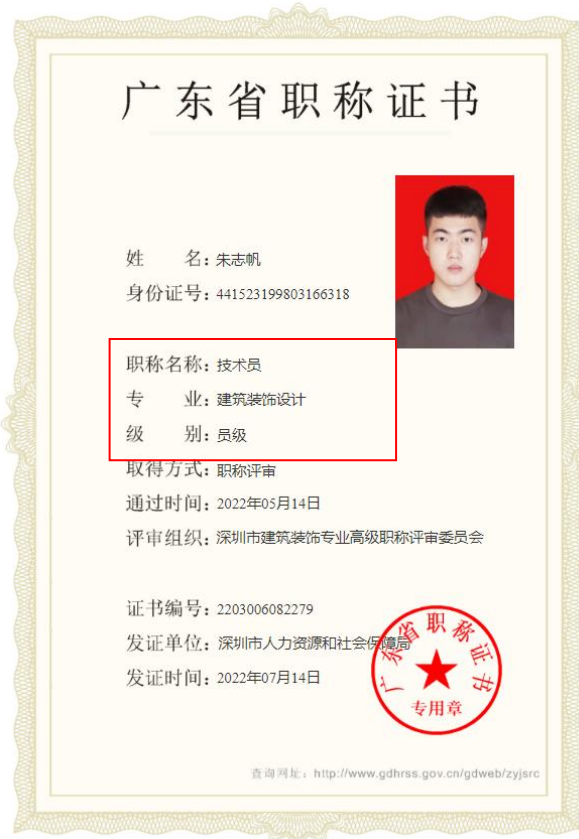 广东省职称证书
姓 名：朱志帆
身份证号：441523199803166318
职称名称：技术员
专 业：建筑装饰设计
级 别：员级
取得方式：职称评审
通过时间：2022年05月14日
评审组织：深圳市建筑装饰专业高级职称评审委员会
证书编号：2203006082279
发证单位：深圳市人力资源和社会保障局
发证时间：2022年07月14日
广东省职称证书
专用章
查询网址：http://www.gdhrss.gov.cn/gdweb/zyjsrc